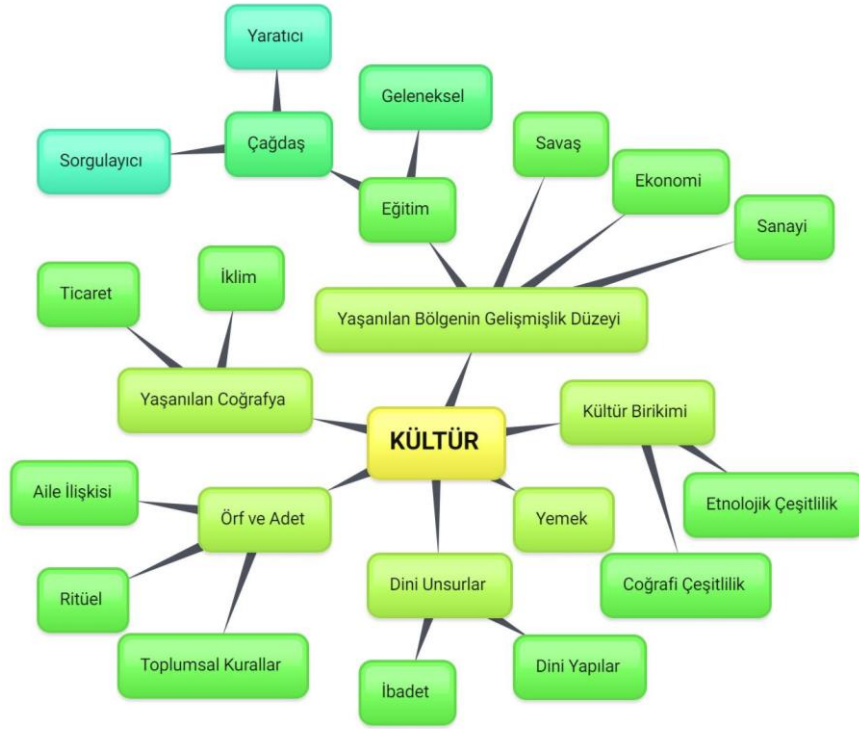 Yaratıcı
Geleneksel
Çağdaş
Savaş
Sorgulayıcı
Ekonomi
Eğitim
Sanayi
İklim
Ticaret
Yaşanılan Bölgenin Gelişmişlik Düzeyi
Yaşanılan Coğrafya
Kültür Birikimi
KÜLTÜR
Aile İlişkisi
Örf ve Adet
Yemek
Etnolojik Çeşitlilik
Dini Unsurlar
Coğrafi Çeşitlilik
Ritüel
Toplumsal Kurallar
Dini Yapılar
İbadet